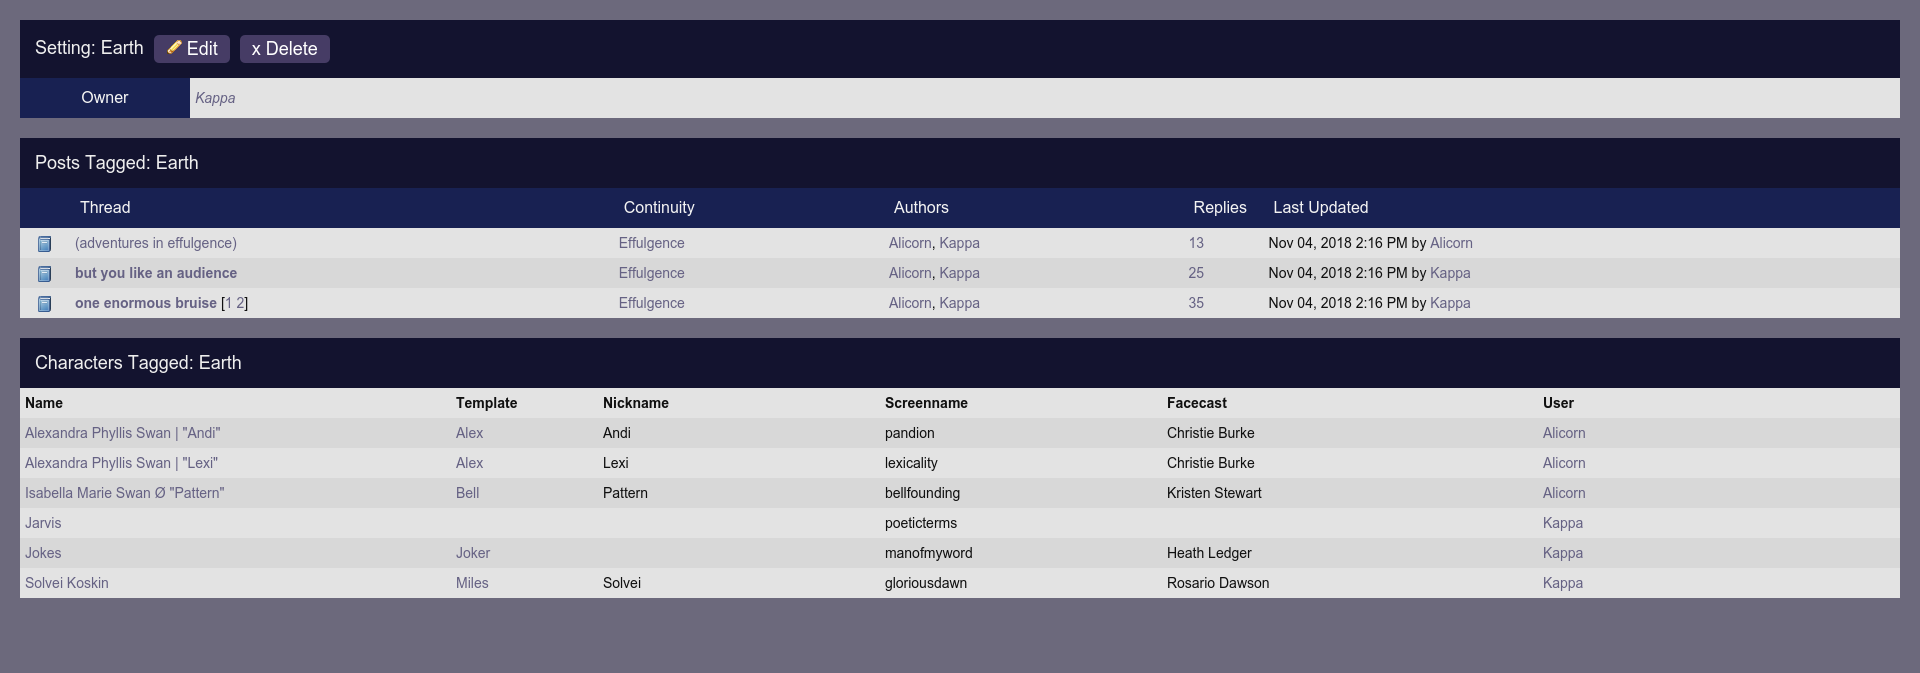 Setting: Earth Edit x Delete
Owner Kappa
Posts Tagged: Earth
Thread Continuity Authors Replies Last Updated
(adventures in effulgence) Effulgence Alicorn, Kappa 13 Nov 04, 2018 2:16 PM by Alicorn
but you like an audience Effulgence Alicorn, Kappa 25 Nov 04, 2018 2:16 PM by Kappa
one enormous bruise [1 2] Effulgence Alicorn, Kappa 35 Nov 04, 2018 2:16 PM by Kappa
Characters Tagged: Earth
Name Template Nickname Screenname Facecast User
Alexandra Phyllis Swan | "Andi" Alex Andi pandion Christie Burke Alicorn
Alexandra Phyllis Swan | "Lexi" Alex Lexi lexicality Christie Burke Alicorn
Isabella Marie Swan Ø "Pattern" Bell Pattern bellfounding Kristen Stewart Alicorn
Jarvis poeticterms Kappa
Jokes Joker manofmyword Heath Ledger Kappa
Solvei Koskin Miles Solvei gloriousdawn Rosario Dawson Kappa